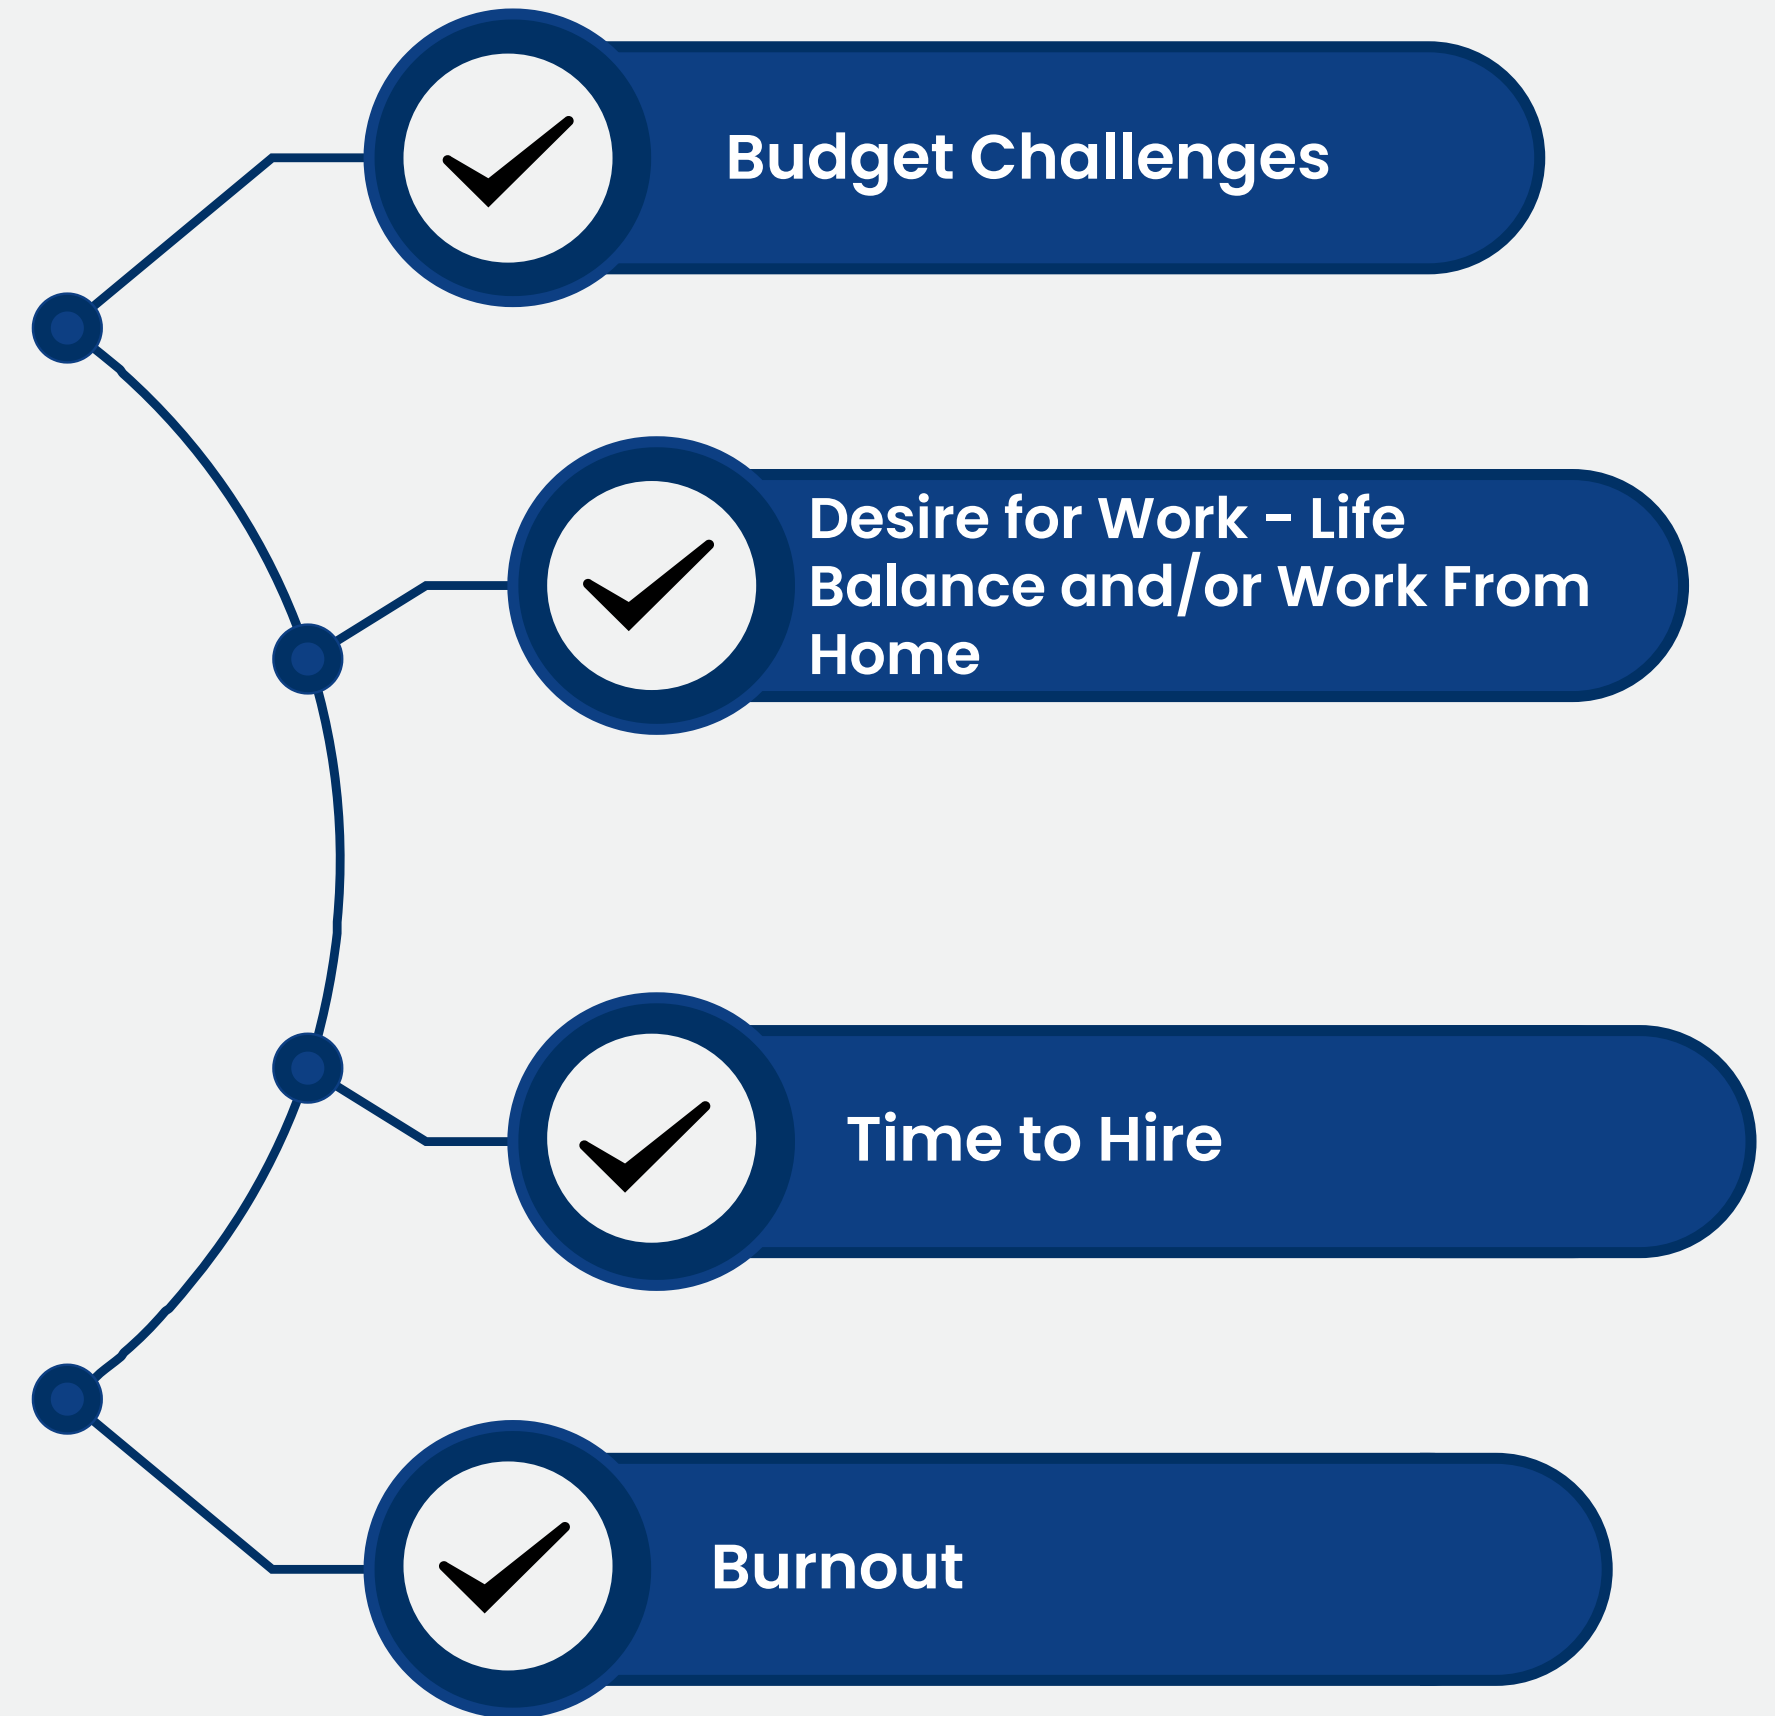 Budget Challenges
Desire for Work - Life
Balance and/or Work From
Home
Time to Hire
Burnout